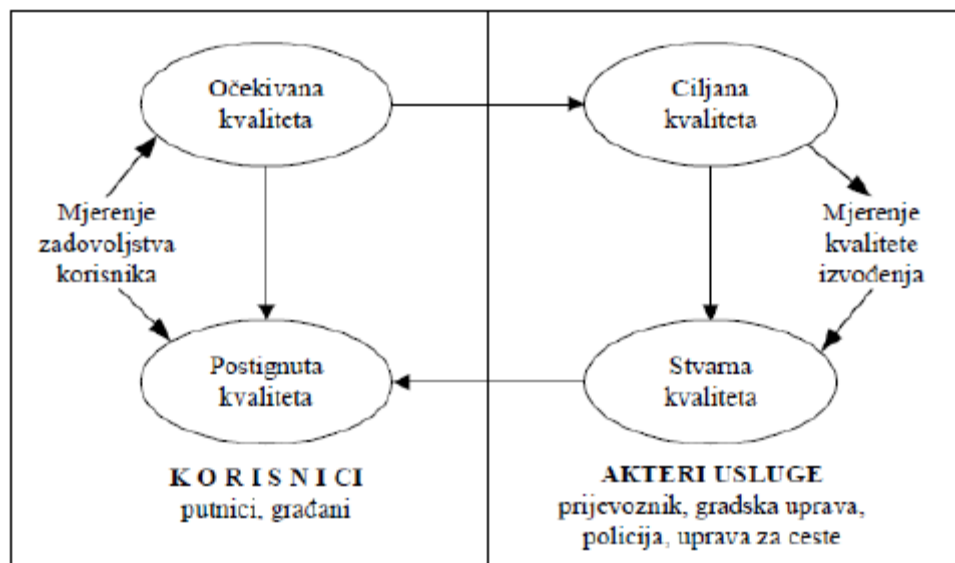 Očekivana
kvaliteta
Ciljana
kvaliteta
Mjerenje
zadovoljstva
korisnika
Mjerenje
kvalitete
izvođenja
Postignuta
kvaliteta
Stvarna
kvaliteta
K O R I S N I C I
putnici, građani
AKTERI USLUGE
prijevoznik, gradska uprava,
policija, uprava za ceste